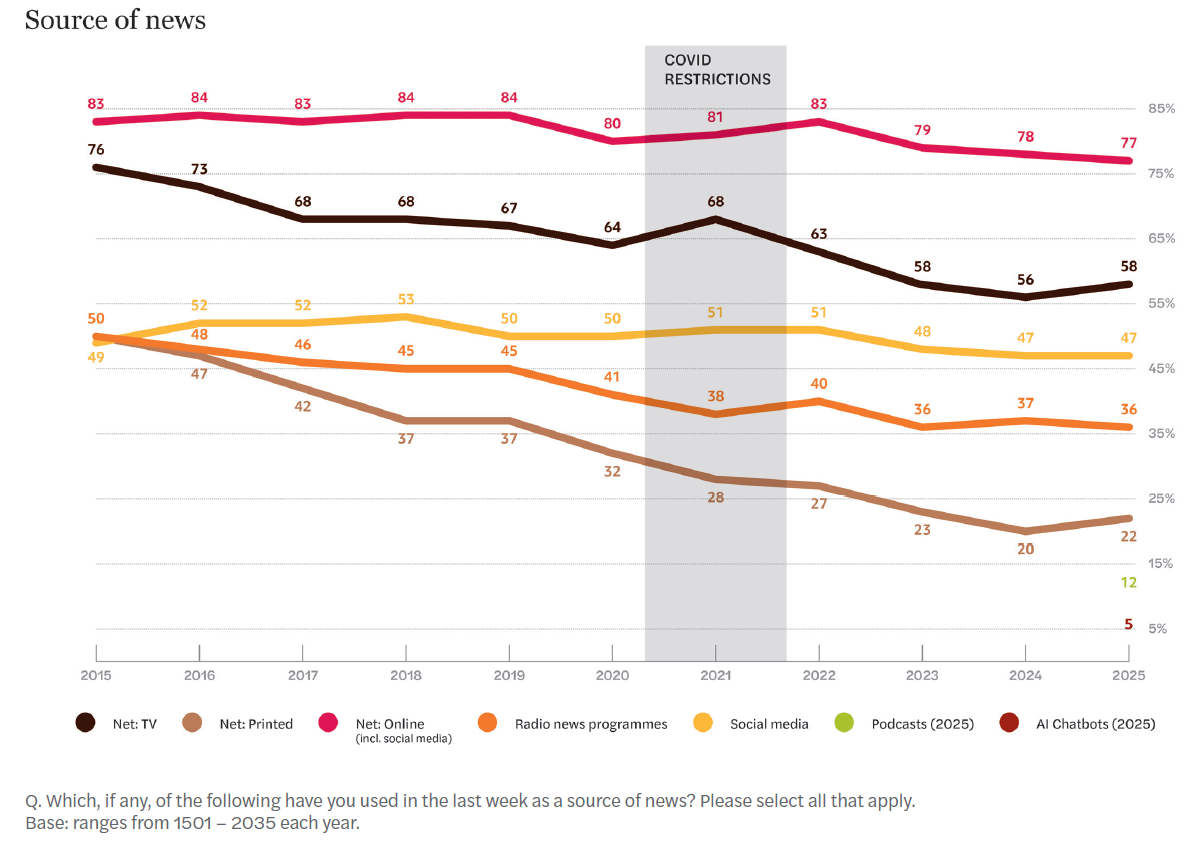 Source of news
COVID
RESTRICTIONS
83 84 83 84 84 80 81 83 79 78 77
76 73 68 68 67 64 68 63 58 56 58
49 52 52 53 50 50 51 51 48 47 47
50 48 46 45 45 41 38 40 36 37 36
47 42 37 37 32 28 27 23 20 22
12
5
85%
75%
65%
55%
45%
35%
25%
15%
5%
2015 2016 2017 2018 2019 2020 2021 2022 2023 2024 2025
Net: TV Net: Printed Net: Online Radio news programmes Social media Podcasts (2025) AI Chatbots (2025)
(incl. social media)
Q. Which, if any, of the following have you used in the last week as a source of news? Please select all that apply.
Base: ranges from 1501 – 2035 each year.